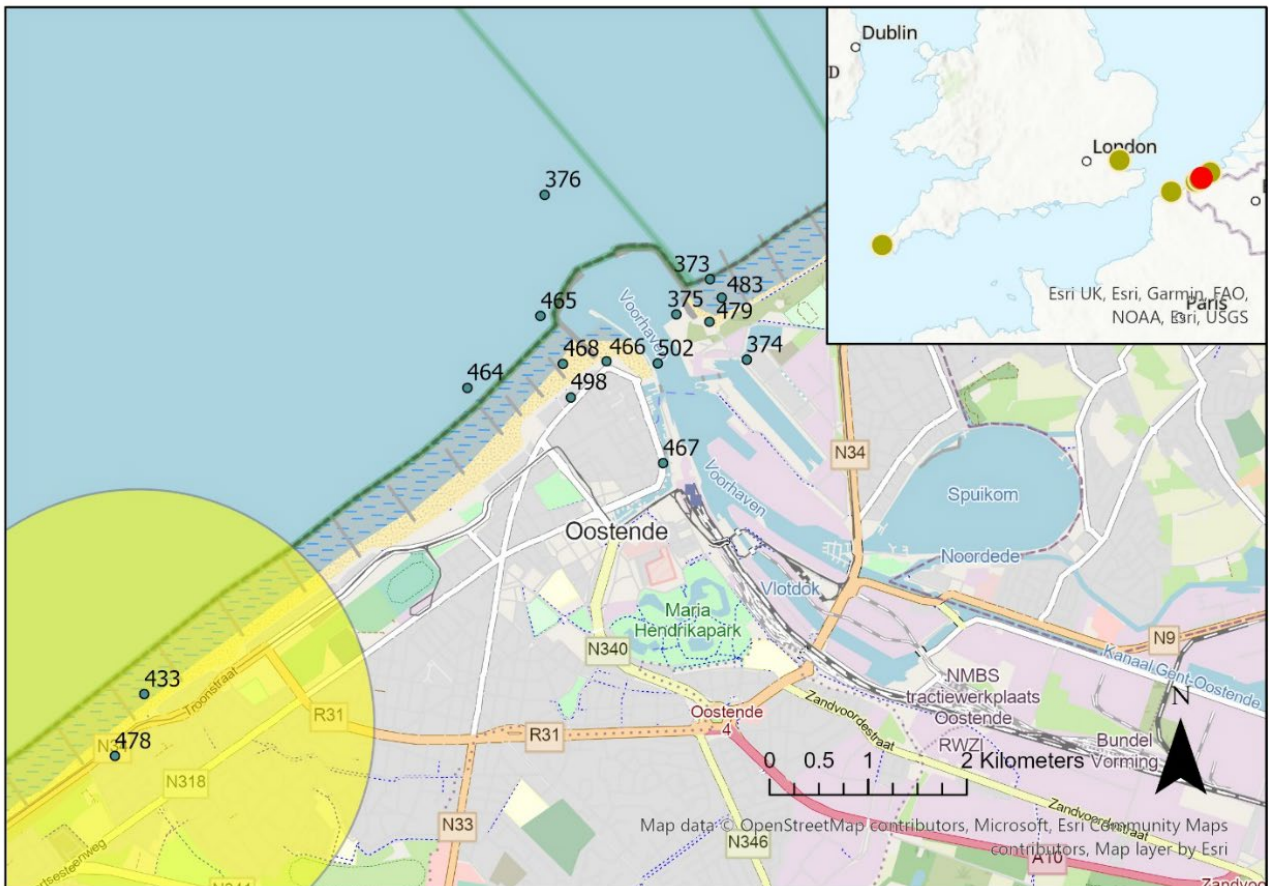 Dublin
D
London
Paris
Esri UK, Esri, Garmin, FAO,
NOAA, Esri, USGS
376
373
483
465
375
479
Voorhaven
468
466
502
374
464
498
467
N34
Voorhaven
Spuikom
Oostende
Noordede
Vlotdok
Maria
Hendrikapark
N9
Kanaal Gent-Oostende
N340
433
Troonstraat
NMBS
tractiewerkplaats
Oostende
N
Zandvoordestraat
R31
Oostende
4
478
R31
RWZI
Bundel
Vorming
0 0.5 1 2 Kilometers
N318
Zandvoordestraat
N33
Map data © OpenStreetMap contributors, Microsoft, Esri Community Maps
contributors, Map layer by Esri
N346
A10